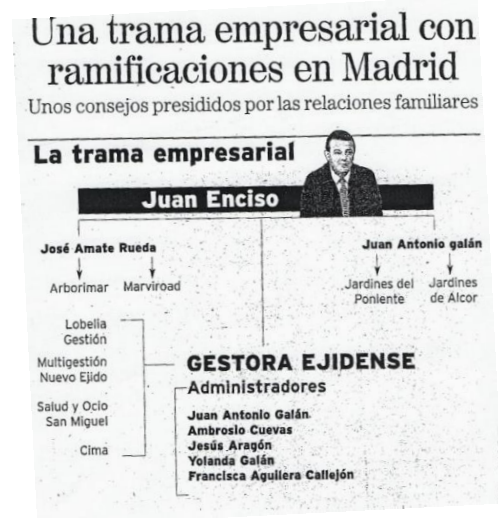 Una trama empresarial con
ramificaciones en Madrid
Unos consejos presididos por las relaciones familiares
La trama empresarial
Juan Enciso
José Amate Rueda
Juan Antonio galán
Arborimar
Marviroad
Jardines del
Poniente
Jardines
de Alcor
Lobelia
Gestión
Multigestión
Nuevo Ejido
Salud y Ocio
San Miguel
Cima
GESTORA EJIDENSE
Administradores
Juan Antonio Galán
Ambrosio Cuevas
Jesús Aragón
Yolanda Galán
Francisca Aguilera Callejón